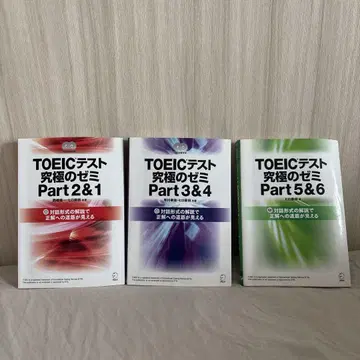 TOEICテスト
究極のゼミ
Part 2&1
対話形式の解説で
正解への道筋が見える
TOEICテスト
究極のゼミ
Part 3&4
対話形式の解説で
正解への道筋が見える
TOEICテスト
究極のゼミ
Part 5&6
対話形式の解説で
正解への道筋が見える